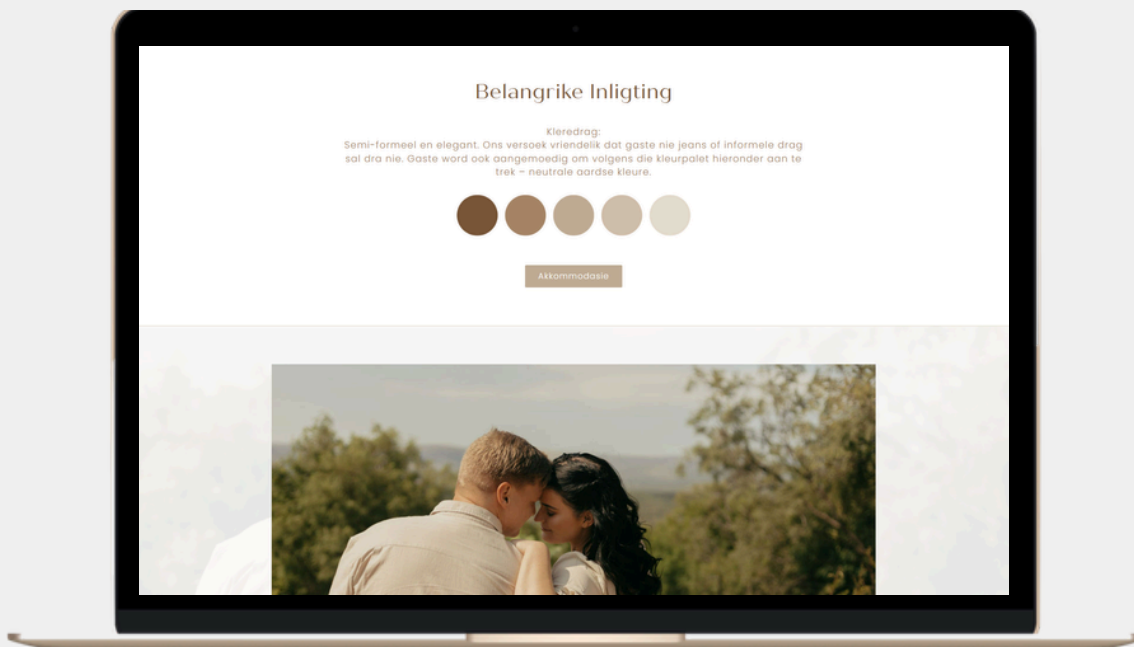 Belangrike Inligting
Kleredrag:
Semi-formeel en elegant. Ons versoek vriendelik dat gaste nie jeans of informele drag
sal dra nie. Gaste word ook aangemoedig om volgens die kleurpalet hieronder aan te
trek – neutrale aardse kleure.
Akkommodasie